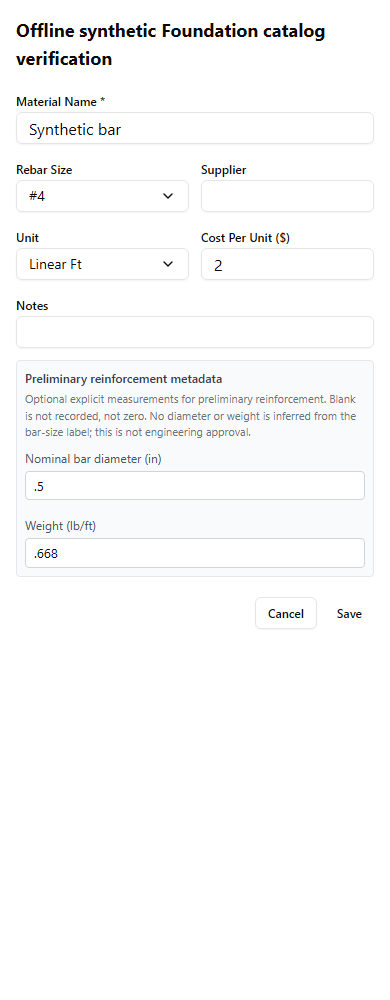 Offline synthetic Foundation catalog
verification
Material Name *
Synthetic bar
Rebar Size
Supplier
#4
Unit
Cost Per Unit ($)
Linear Ft
2
Notes
Preliminary reinforcement metadata
Optional explicit measurements for preliminary reinforcement. Blank
is not recorded, not zero. No diameter or weight is inferred from the
bar-size label; this is not engineering approval.
Nominal bar diameter (in)
.5
Weight (lb/ft)
.668
Cancel
Save